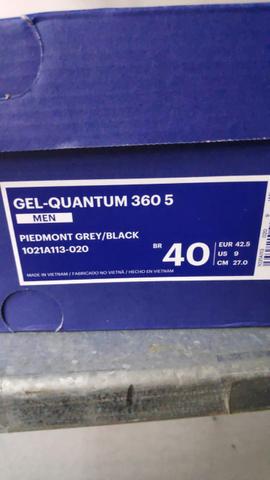 GEL-QUANTUM 360 5
MEN
PIEDMONT GREY/BLACK
1021A113-020
BR 40
EUR 42.5
US 9
CM 27.0
MADE IN VIETNAM / FABRICADO NO VIETNÃ / HECHO EN VIETNAM